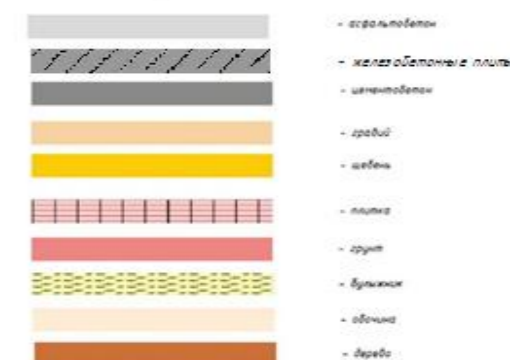 - асфальтобетон
- железобетонные плиты
- цементобетон
- гравий
- щебень
- плитка
- грунт
- булыжник
- обочина
- дерево